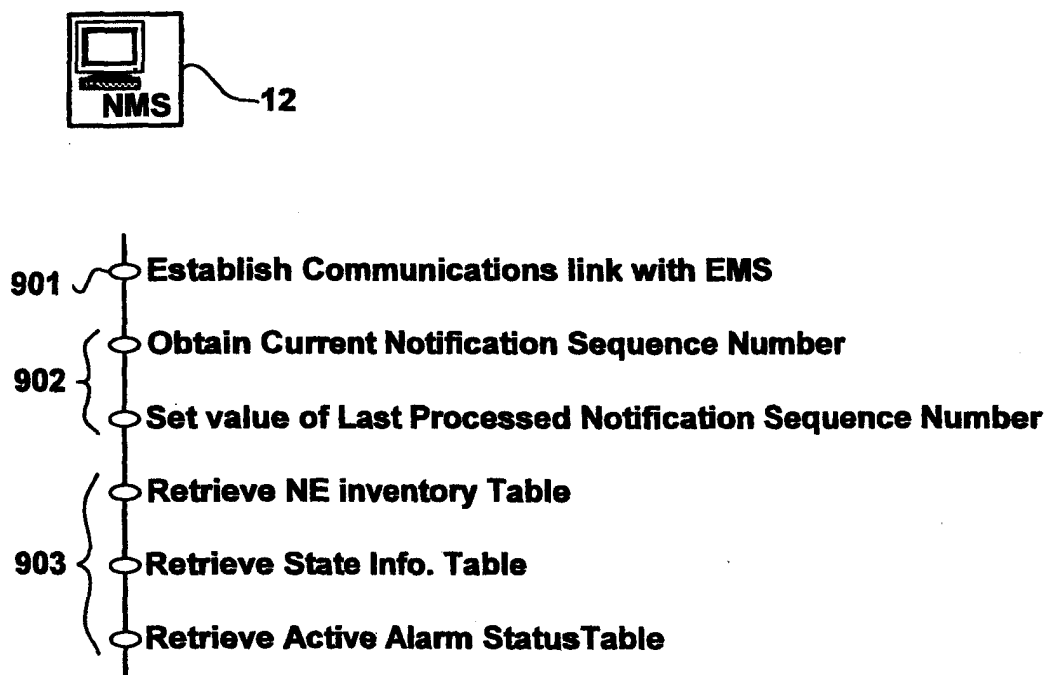 NMS
12
901
Establish Communications link with EMS
Obtain Current Notification Sequence Number
902
Set value of Last Processed Notification Sequence Number
Retrieve NE inventory Table
903
Retrieve State Info. Table
Retrieve Active Alarm StatusTable